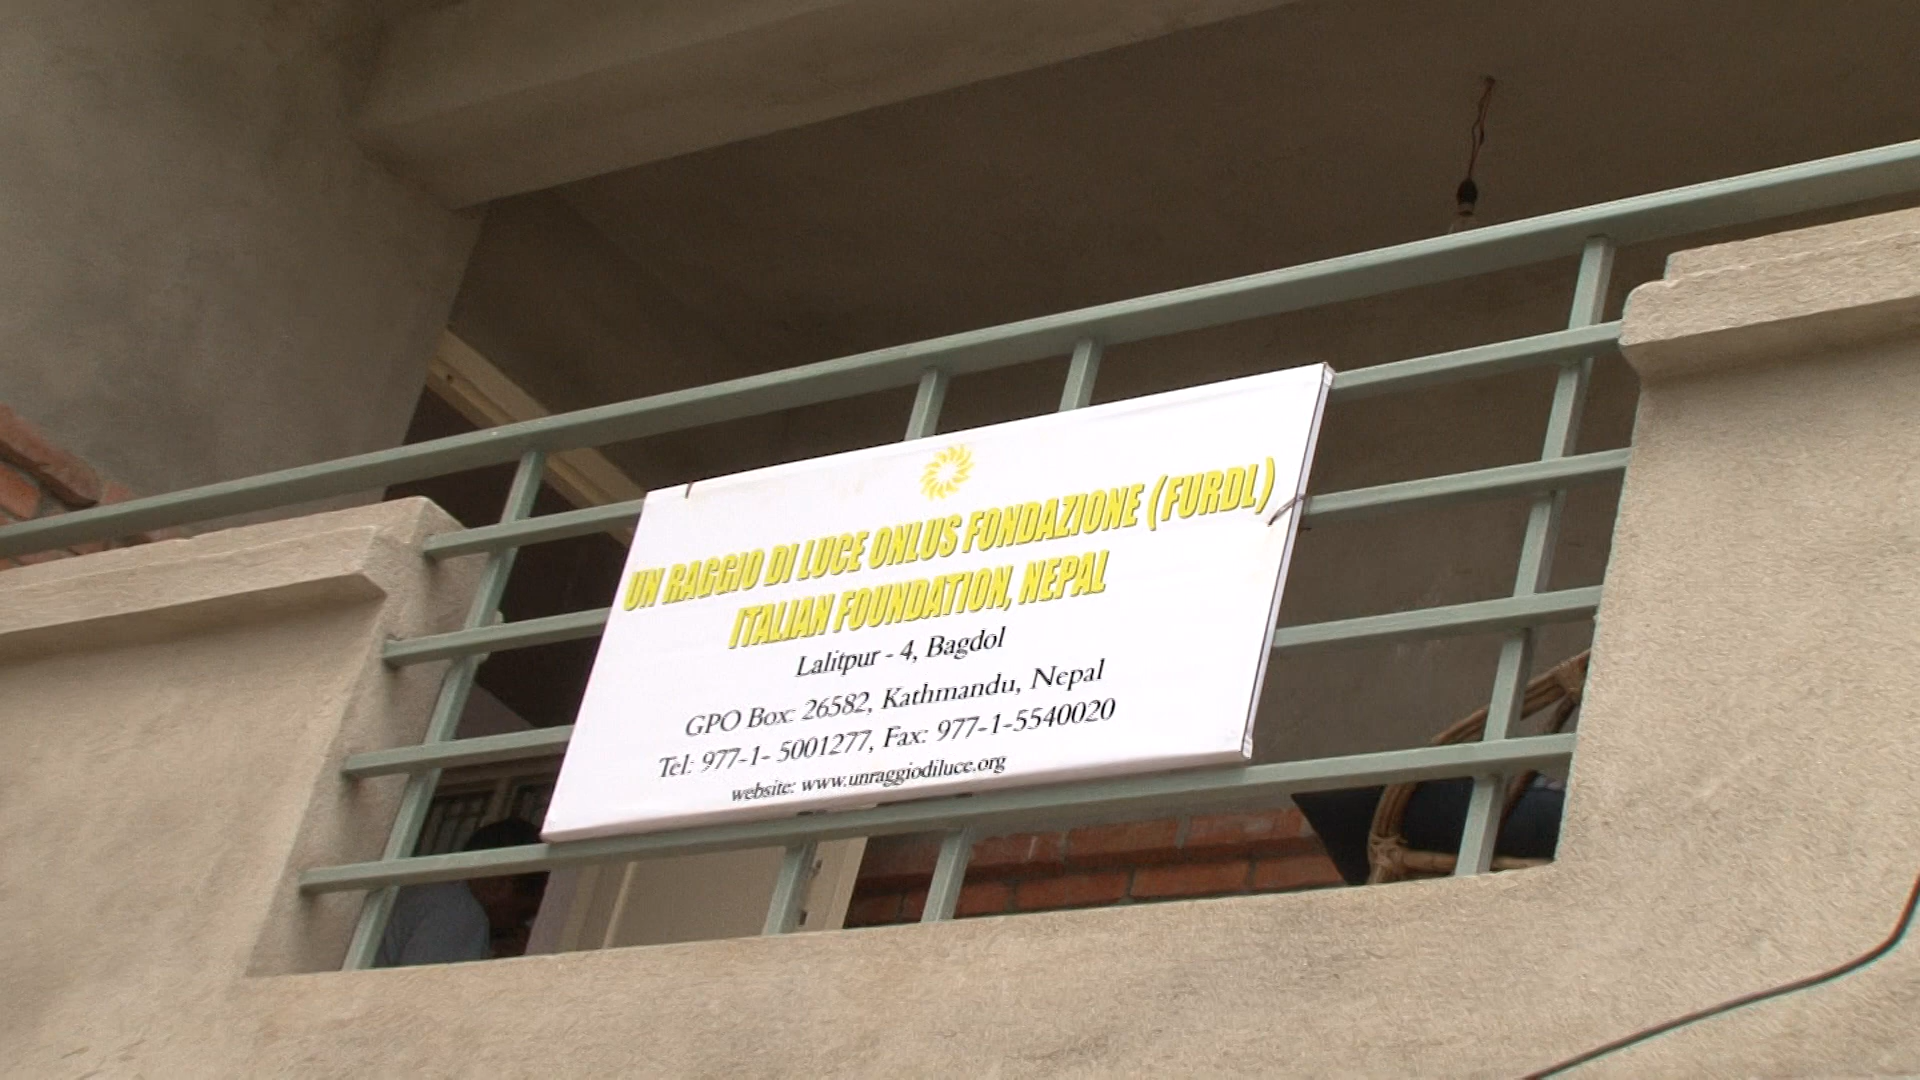 UN RAGGIO DI LUCE ONLUS FONDAZIONE (FURDL)
ITALIAN FOUNDATION, NEPAL
Lalitpur - 4, Bagdol
GPO Box: 26582, Kathmandu, Nepal
Tel: 977-1- 5001277, Fax: 977-1-5540020
website: www.unraggiodiluce.org